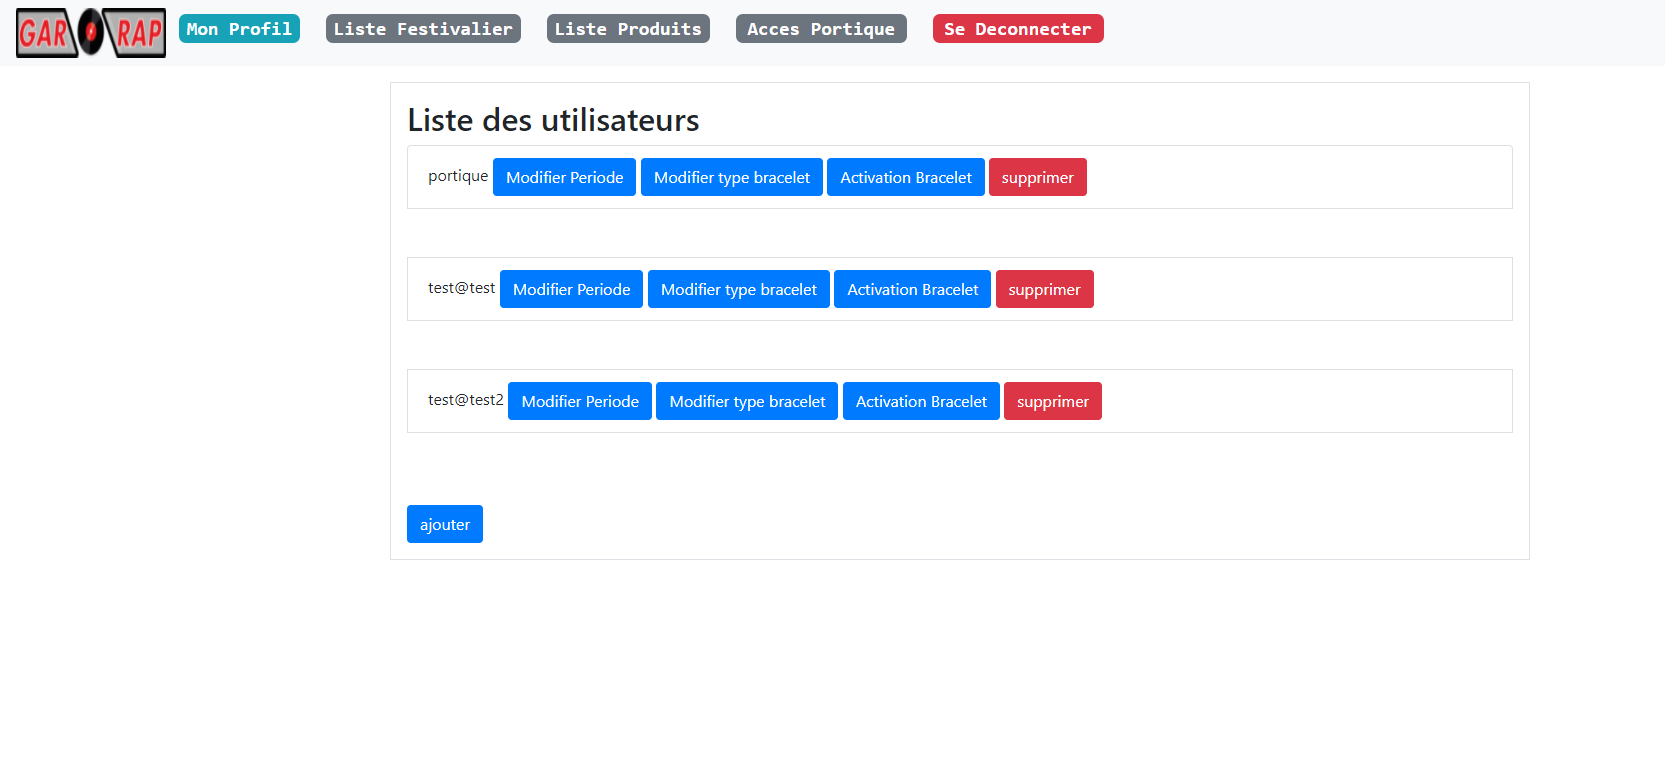 GAR RAP Mon Profil Liste Festivalier Liste Produits Acces Portique Se Deconnecter
Liste des utilisateurs
portique Modifier Periode Modifier type bracelet Activation Bracelet supprimer
test@test Modifier Periode Modifier type bracelet Activation Bracelet supprimer
test@test2 Modifier Periode Modifier type bracelet Activation Bracelet supprimer
ajouter